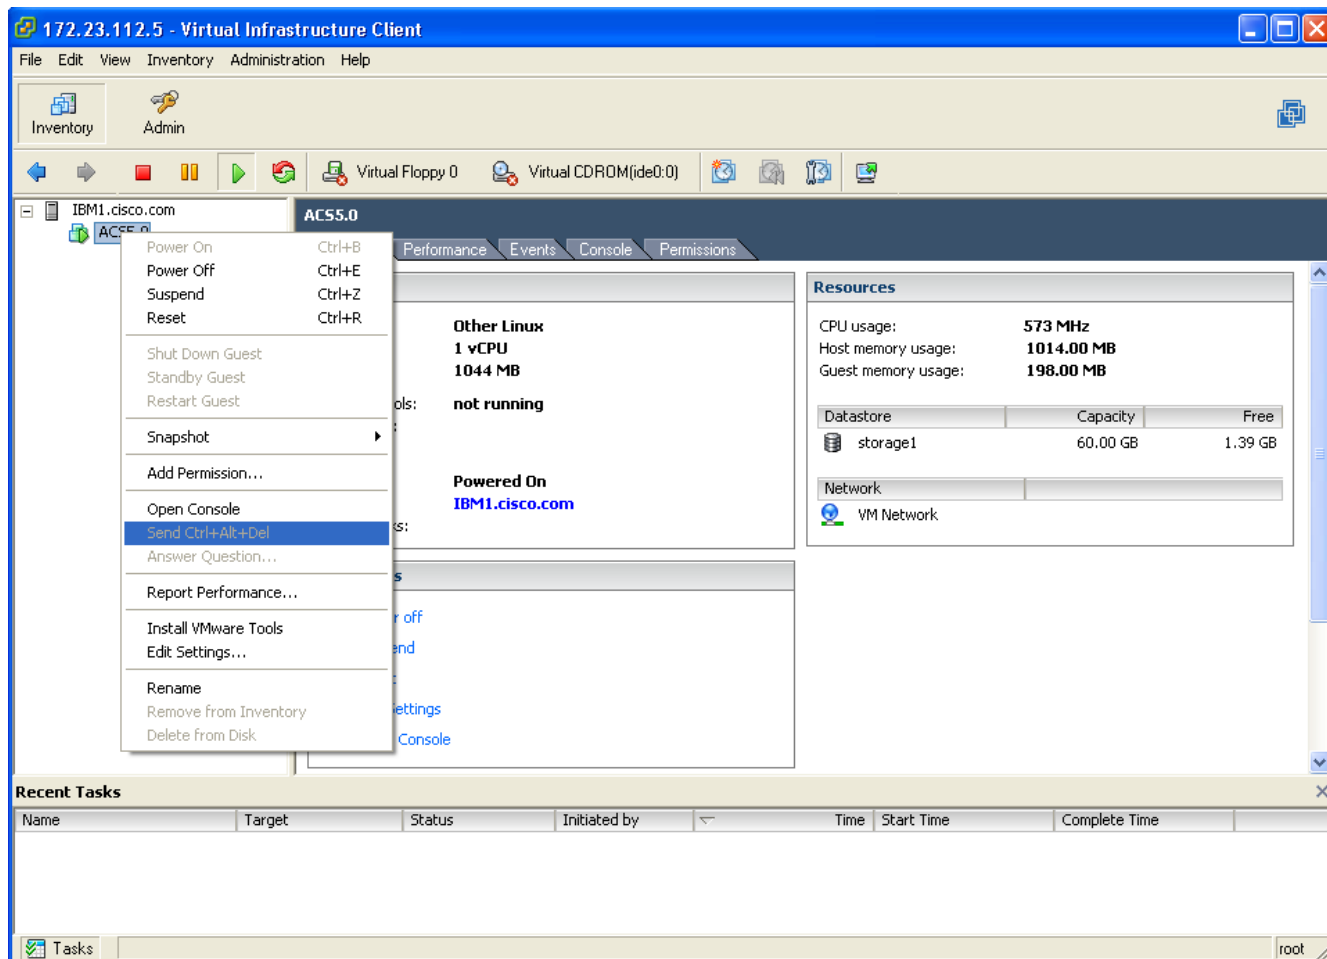 172.23.112.5 - Virtual Infrastructure Client
File Edit View Inventory Administration Help
Inventory Admin
Virtual Floppy 0 Virtual CDROM(ide0:0)
IBM1.cisco.com
ACS5.0
ACS5.0
Performance Events Console Permissions
Power On Ctrl+B
Power Off Ctrl+E
Suspend Ctrl+Z
Reset Ctrl+R
Shut Down Guest
Standby Guest
Restart Guest
Snapshot
Add Permission...
Open Console
Send Ctrl+Alt+Del
Answer Question...
Report Performance...
Install VMware Tools
Edit Settings...
Rename
Remove from Inventory
Delete from Disk
Other Linux
1 vCPU
1044 MB
ols: not running
:
Powered On
IBM1.cisco.com
ks:
s
r off
end
t
ettings
Console
Resources
CPU usage: 573 MHz
Host memory usage: 1014.00 MB
Guest memory usage: 198.00 MB
Datastore Capacity Free
storage1 60.00 GB 1.39 GB
Network
VM Network
Recent Tasks
Name Target Status Initiated by Time Start Time Complete Time
Tasks root